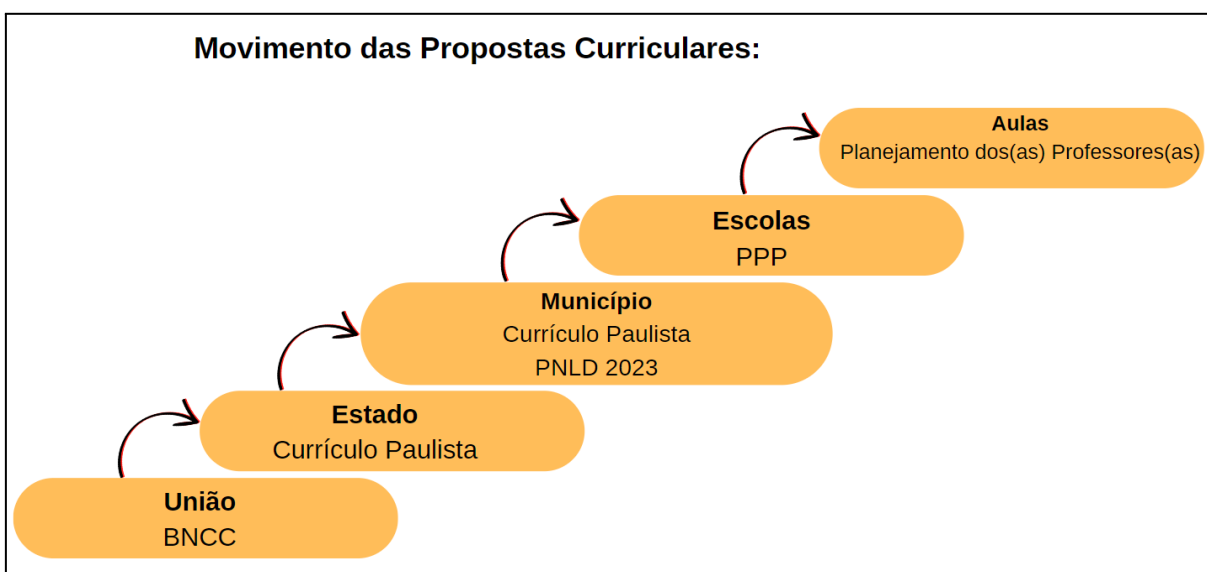 Movimento das Propostas Curriculares:
Aulas
Planejamento dos(as) Professores(as)
Escolas
PPP
Município
Currículo Paulista
PNLD 2023
Estado
Currículo Paulista
União
BNCC